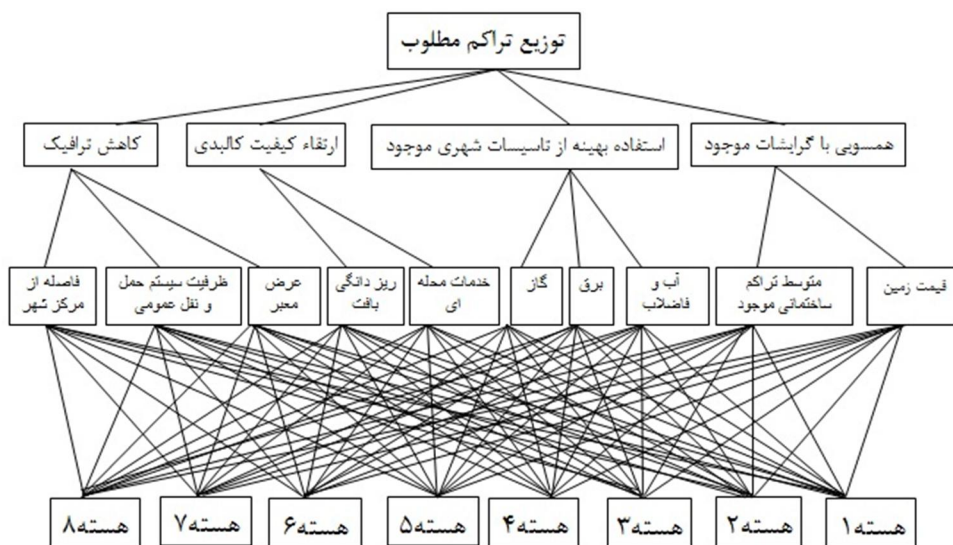 توزیع تراکم مطلوب
همسویی با گرایشات موجود
استفاده بهینه از تاسیسات شهری موجود
ارتقاء کیفیت کالبدی
کاهش ترافیک
قیمت زمین
متوسط تراکم
ساختمانی موجود
آب و
فاضلاب
برق
گاز
خدمات محله
ای
ریز دانگی
بافت
عرض
معبر
ظرفیت سیستم حمل
و نقل عمومی
فاصله از
مرکز شهر
هسته۱
هسته۲
هسته۳
هسته۴
هسته۵
هسته۶
هسته۷
هسته۸